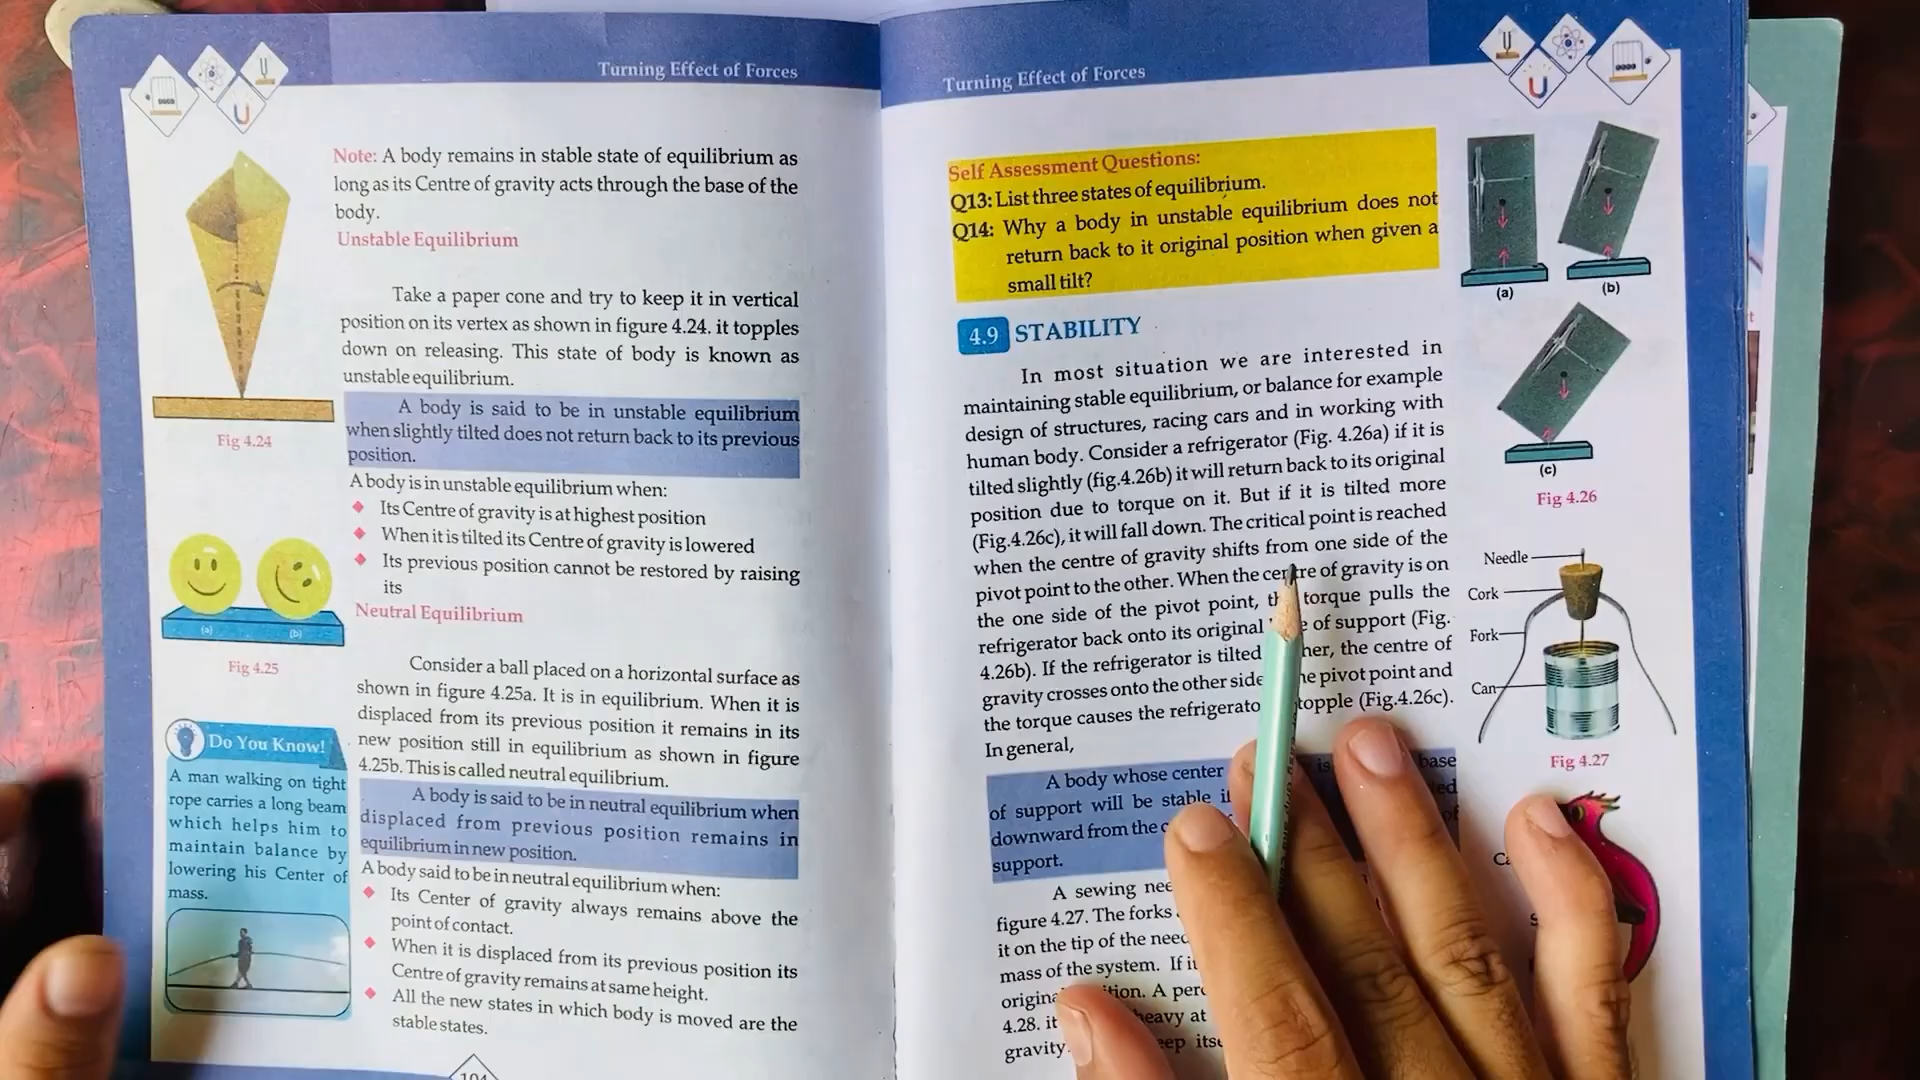 Turning Effect of Forces
Note: A body remains in stable state of equilibrium as
long as its Centre of gravity acts through the base of the
body.
Unstable Equilibrium
Take a paper cone and try to keep it in vertical
position on its vertex as shown in figure 4.24. it topples
down on releasing. This state of body is known as
unstable equilibrium.
Fig 4.24
A body is said to be in unstable equilibrium
when slightly tilted does not return back to its previous
position.
A body is in unstable equilibrium when:
Its Centre of gravity is at highest position
When it is tilted its Centre of gravity is lowered
Its previous position cannot be restored by raising
its
(a)
(b)
Fig 4.25
Neutral Equilibrium
Consider a ball placed on a horizontal surface as
shown in figure 4.25a. It is in equilibrium. When it is
displaced from its previous position it remains in its
new position still in equilibrium as shown in figure
4.25b. This is called neutral equilibrium.
A body is said to be in neutral equilibrium when
displaced from previous position remains in
equilibrium in new position.
A body said to be in neutral equilibrium when:
Its Center of gravity always remains above the
point of contact.
When it is displaced from its previous position its
Centre of gravity remains at same height.
All the new states in which body is moved are the
stable states.
Do You Know!
A man walking on tight
rope carries a long beam
which helps him to
maintain balance by
lowering his Center of
mass.
104
Turning Effect of Forces
Self Assessment Questions:
Q13: List three states of equilibrium.
Q14: Why a body in unstable equilibrium does not
return back to it original position when given a
small tilt?
4.9 STABILITY
In most situation we are interested in
maintaining stable equilibrium, or balance for example
design of structures, racing cars and in working with
human body. Consider a refrigerator (Fig. 4.26a) if it is
tilted slightly (fig.4.26b) it will return back to its original
position due to torque on it. But if it is tilted more
(Fig.4.26c), it will fall down. The critical point is reached
when the centre of gravity shifts from one side of the
pivot point to the other. When the centre of gravity is on
the one side of the pivot point, torque pulls the
refrigerator back onto its original of support (Fig.
4.26b). If the refrigerator is tilted the centre of
gravity crosses onto the other side pivot point and
the torque causes the topple (Fig.4.26c).
In general,
A body whose center is base
of support will be stable
downward from the
support.
A sewing
figure 4.27. The forks
it on the tip of the
mass of the system. If
A
4.28. it heavy at
gravity.
(a)
(b)
(c)
Fig 4.26
Needle
Cork
Fork
Can
Fig 4.27